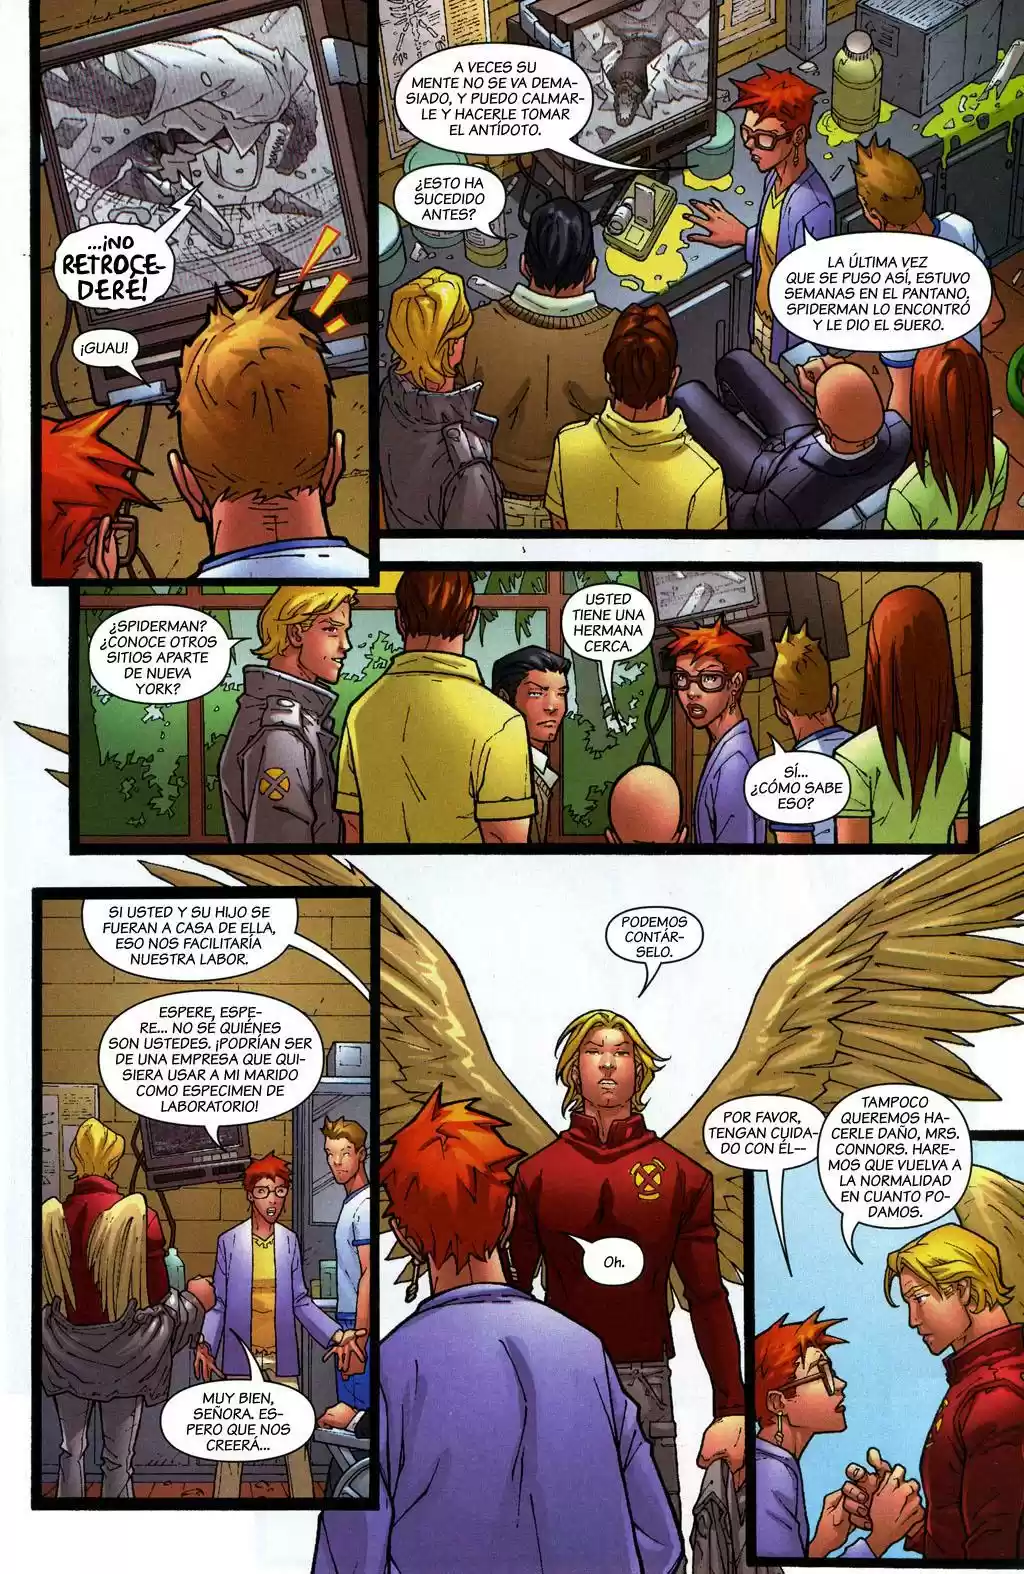 ...¡NO
RETROCE-
DERÉ!
¡GUAU!
A VECES SU
MENTE NO SE VA DEMA-
SIADO, Y PUEDO CALMAR-
LE Y HACERLE TOMAR
EL ANTÍDOTO.
¿ESTO HA
SUCEDIDO
ANTES?
LA ÚLTIMA VEZ
QUE SE PUSO ASÍ, ESTUVO
SEMANAS EN EL PANTANO,
SPIDERMAN LO ENCONTRÓ
Y LE DIO EL SUERO.
¿SPIDERMAN?
¿CONOCE OTROS
SITIOS APARTE
DE NUEVA
YORK?
USTED
TIENE UNA
HERMANA
CERCA.
SÍ...
¿CÓMO SABE
ESO?
SI USTED Y SU HIJO SE
FUERAN A CASA DE ELLA,
ESO NOS FACILITARÍA
NUESTRA LABOR.
ESPERE, ESPE-
RE... NO SE QUIÉNES
SON USTEDES. ¡PODRÍAN SER
DE UNA EMPRESA QUE QUI-
SIERA USAR A MI MARIDO
COMO ESPECIMEN DE
LABORATORIO!
MUY BIEN,
SEÑORA. ES-
PERO QUE NOS
CREERÁ...
PODEMOS
CONTÁR-
SELO.
Oh.
POR FAVOR,
TENGAN CUIDA-
DO CON ÉL--
TAMPOCO
QUEREMOS HA-
CERLE DAÑO, MRS.
CONNORS. HARE-
MOS QUE VUELVA A
LA NORMALIDAD
EN CUANTO PO-
DAMOS.